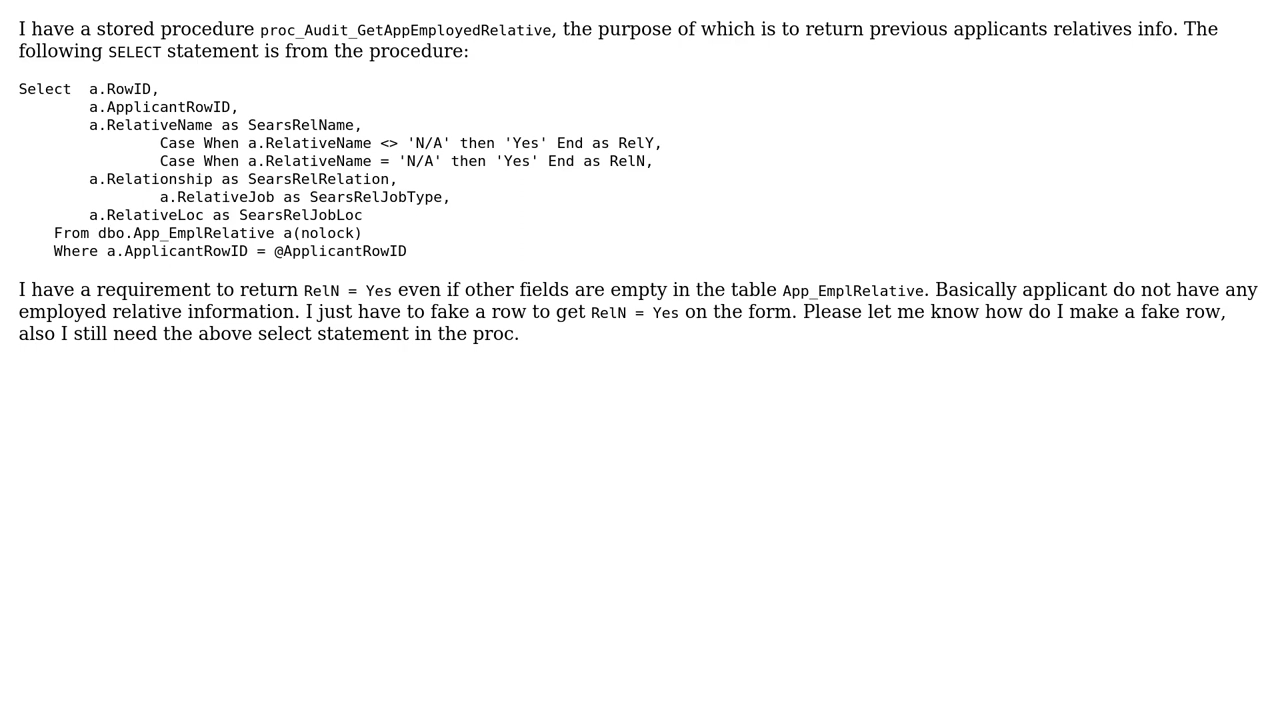 I have a stored procedure proc_Audit_GetAppEmployedRelative, the purpose of which is to return previous applicants relatives info. The
following SELECT statement is from the procedure:
Select  a.RowID,
        a.ApplicantRowID,
        a.RelativeName as SearsRelName,
                Case When a.RelativeName <> 'N/A' then 'Yes' End as RelY,
                Case When a.RelativeName = 'N/A' then 'Yes' End as RelN,
        a.Relationship as SearsRelRelation,
                a.RelativeJob as SearsRelJobType,
        a.RelativeLoc as SearsRelJobLoc
    From dbo.App_EmplRelative a(nolock)
    Where a.ApplicantRowID = @ApplicantRowID
I have a requirement to return RelN = Yes even if other fields are empty in the table App_EmplRelative. Basically applicant do not have any
employed relative information. I just have to fake a row to get RelN = Yes on the form. Please let me know how do I make a fake row,
also I still need the above select statement in the proc.